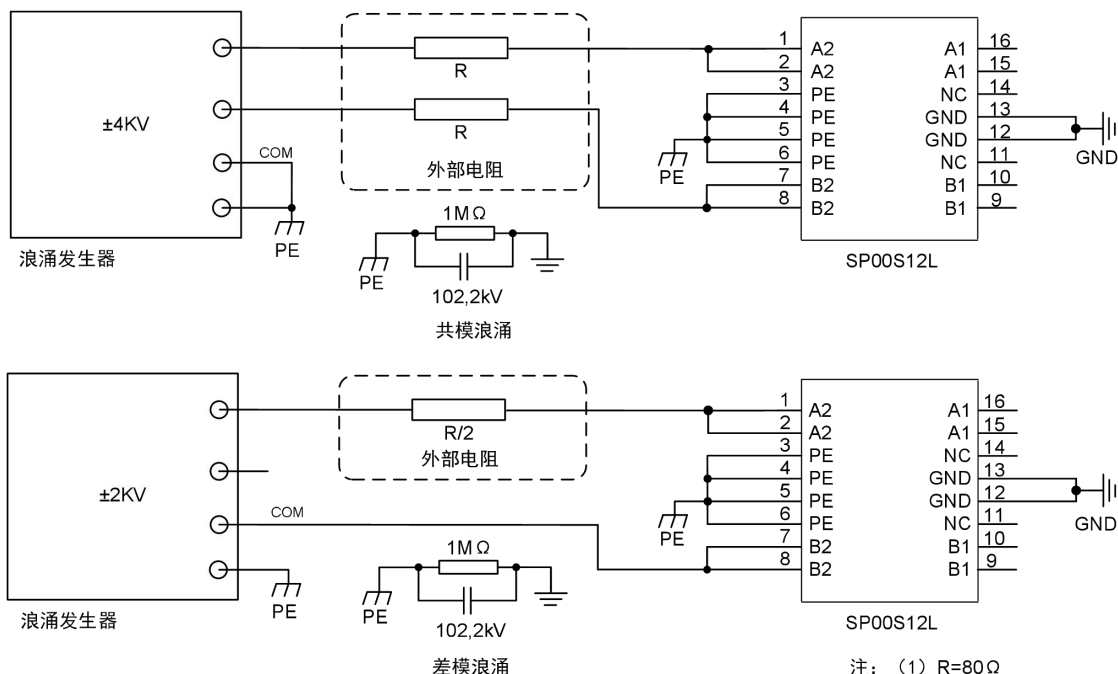 ±4KV
COM
PE
浪涌发生器
R
R
外部电阻
1MΩ
PE
102,2kV
共模浪涌
PE
1 A2
2 A2
3 PE
4 PE
5 PE
6 PE
7 B2
8 B2
A1 16
A1 15
NC 14
GND 13
GND 12
NC 11
B1 10
B1 9
GND
SP00S12L
±2KV
COM
PE
浪涌发生器
R/2
外部电阻
1MΩ
PE
102,2kV
差模浪涌
PE
1 A2
2 A2
3 PE
4 PE
5 PE
6 PE
7 B2
8 B2
A1 16
A1 15
NC 14
GND 13
GND 12
NC 11
B1 10
B1 9
GND
SP00S12L
注：（1）R=80Ω